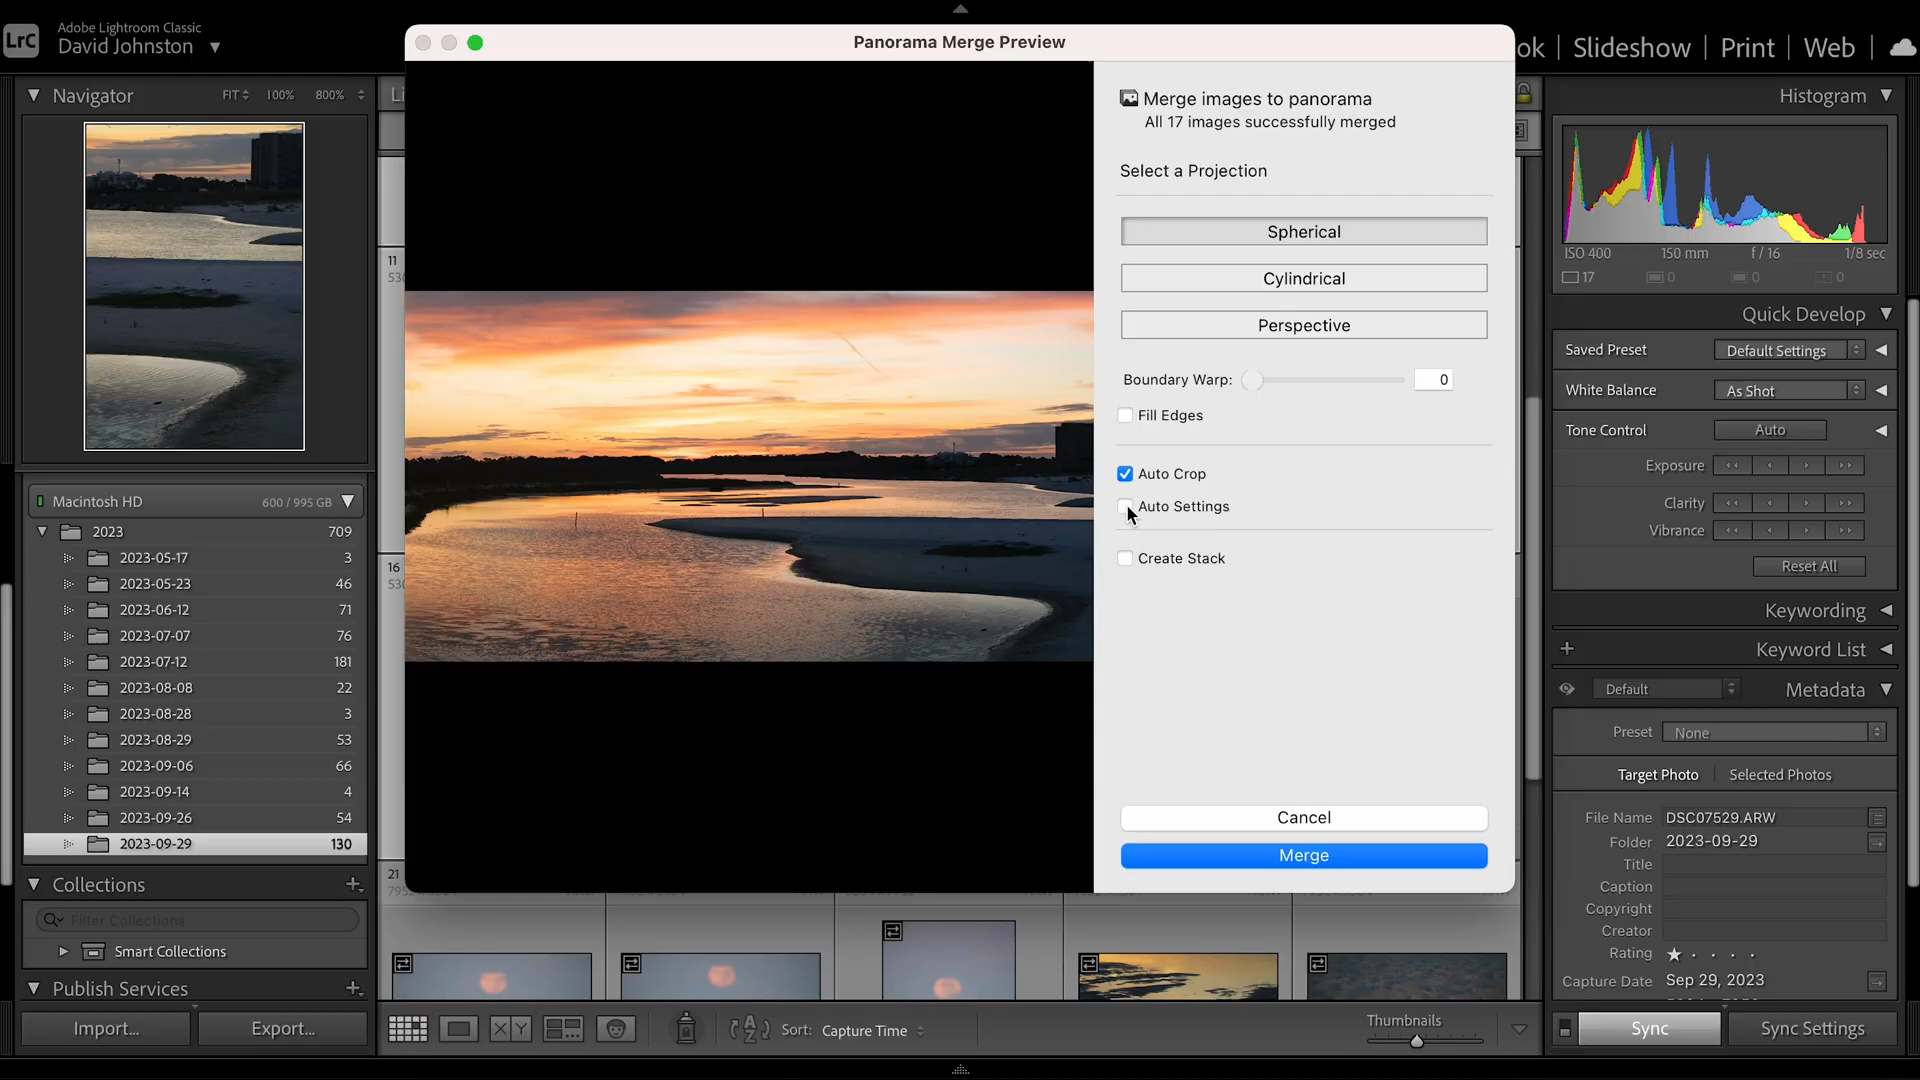 LrC
Adobe Lightroom Classic
David Johnston
ok | Slideshow | Print | Web |
Navigator
FIT
100%
800%
Macintosh HD
600 / 995 GB
2023
709
2023-05-17
3
2023-05-23
46
2023-06-12
71
2023-07-07
76
2023-07-12
181
2023-08-08
22
2023-08-28
3
2023-08-29
53
2023-09-06
66
2023-09-14
4
2023-09-26
54
2023-09-29
130
Collections
Filter Collections
Smart Collections
Publish Services
Import...
Export...
Li
11
530
16
530
21
Panorama Merge Preview
Merge images to panorama
All 17 images successfully merged
Select a Projection
Spherical
Cylindrical
Perspective
Boundary Warp:
0
Fill Edges
Auto Crop
Auto Settings
Create Stack
Cancel
Merge
XY
Sort:
Capture Time
Thumbnails
Histogram
ISO 400
150 mm
f / 16
1/8 sec
17
0
0
0
Quick Develop
Saved Preset
Default Settings
White Balance
As Shot
Tone Control
Auto
Exposure
Clarity
Vibrance
Reset All
Keywording
Keyword List
Default
Metadata
Preset
None
Target Photo
Selected Photos
File Name
DSC07529.ARW
Folder
2023-09-29
Title
Caption
Copyright
Creator
Rating
Capture Date
Sep 29, 2023
Sync
Sync Settings